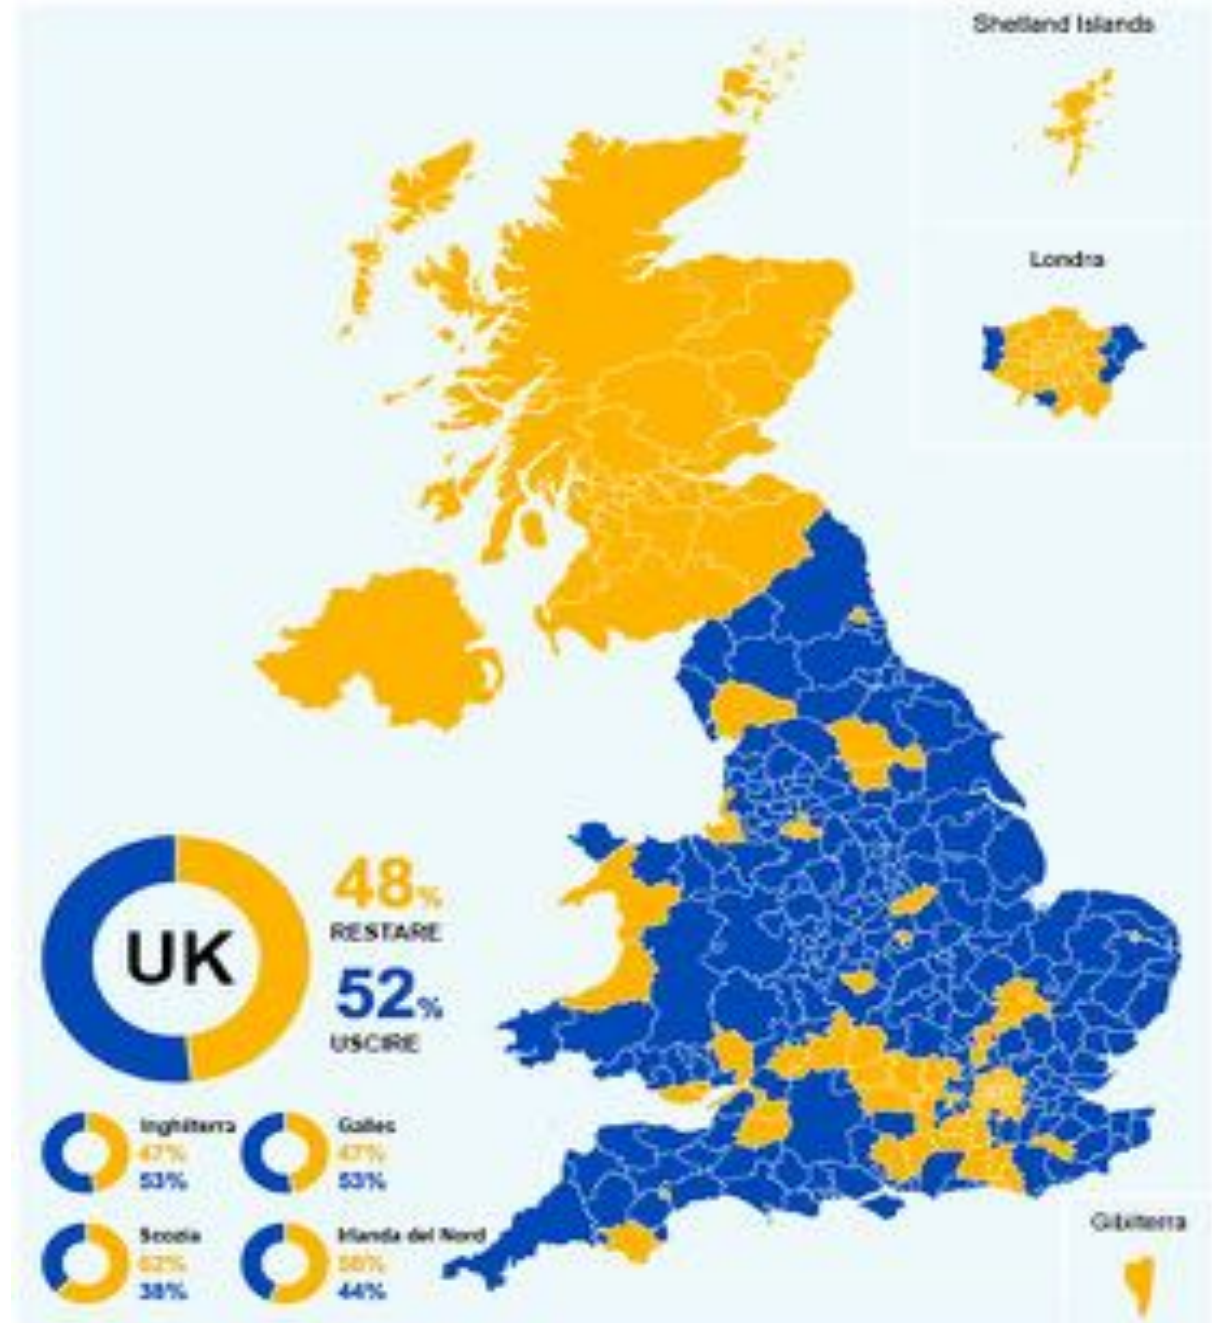 Shetland Islands
Londra
UK
48%
RESTARE
52%
USCIRE
Inghilterra
47%
53%
Galles
47%
53%
Scozia
62%
38%
Irlanda del Nord
56%
44%
Gibilterra